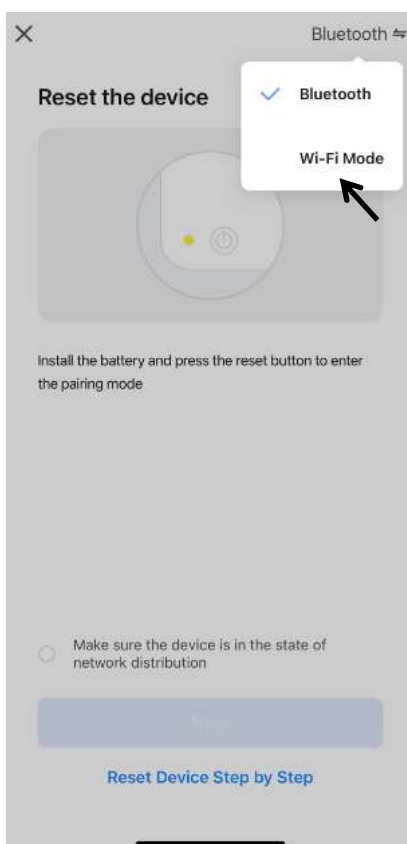 Bluetooth ⇋
Reset the device
Bluetooth
Wi-Fi Mode
Install the battery and press the reset button to enter
the pairing mode
Make sure the device is in the state of
network distribution
Next
Reset Device Step by Step